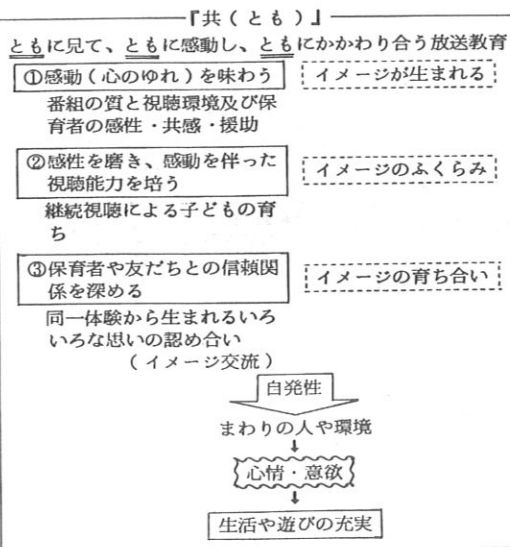 『共（とも）』
ともに見て、ともに感動し、ともにかかわり合う放送教育
①感動（心のゆれ）を味わう
イメージが生まれる
番組の質と視聴環境及び保
育者の感性・共感・援助
②感性を磨き、感動を伴った
視聴能力を培う
イメージのふくらみ
継続視聴による子どもの育
ち
③保育者や友だちとの信頼関
係を深める
イメージの育ち合い
同一体験から生まれるいろ
いろな思いの認め合い
（イメージ交流）
自発性
まわりの人や環境
心情・意欲
生活や遊びの充実